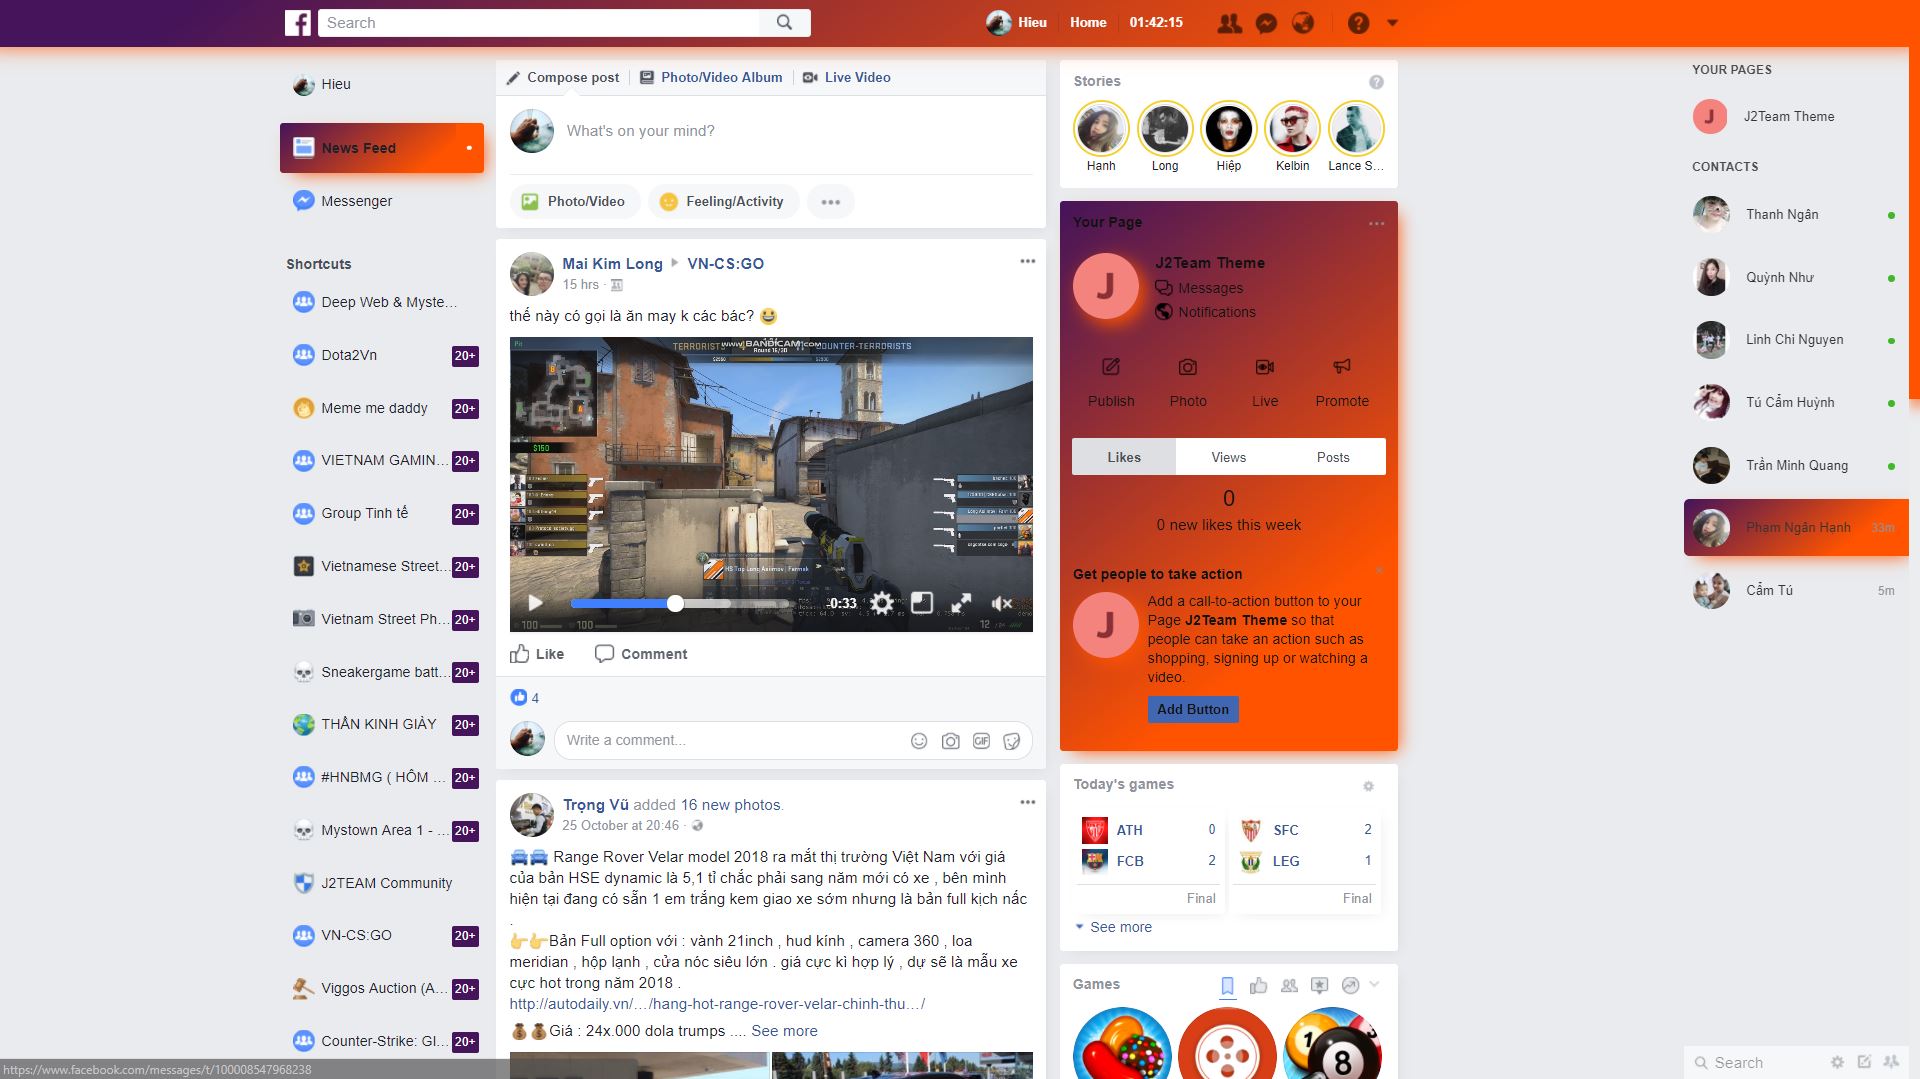 Search
Hieu
Home
01:42:15
Hieu
News Feed
Messenger
Shortcuts
Deep Web & Myste...
Dota2Vn
20+
Meme me daddy
20+
VIETNAM GAMIN...
20+
Group Tinh tế
20+
Vietnamese Street...
20+
Vietnam Street Ph...
20+
Sneakergame batt...
20+
THẦN KINH GIÀY
20+
#HNBMG ( HÔM ...
20+
Mystown Area 1 - ...
20+
J2TEAM Community
VN-CS:GO
20+
Viggos Auction (A...
20+
Counter-Strike: Gl...
20+
https://www.facebook.com/messages/t/100008547968238
Compose post
Photo/Video Album
Live Video
What's on your mind?
Photo/Video
Feeling/Activity
Mai Kim Long
VN-CS:GO
15 hrs ·
thế này có gọi là ăn may k các bác? 😀
Pit
TERRORISTS
www.BANDICAM.com
COUNTER-TERRORISTS
Round 16/30
$150
0:33
100
100
12
Like
Comment
4
Write a comment...
GIF
Trọng Vũ added 16 new photos.
25 October at 20:46 ·
🚘🚘 Range Rover Velar model 2018 ra mắt thị trường Việt Nam với giá
của bản HSE dynamic là 5,1 tỉ chắc phải sang năm mới có xe , bên mình
hiện tại đang có sẵn 1 em trắng kem giao xe sớm nhưng là bản full kịch nấc
.
👉👉Bản Full option với : vành 21inch , hud kính , camera 360 , loa
meridian , hộp lạnh , cửa nóc siêu lớn . giá cực kì hợp lý , dự sẽ là mẫu xe
cực hot trong năm 2018 .
http://autodaily.vn/.../hang-hot-range-rover-velar-chinh-thu.../
💰💰Giá : 24x.000 dola trumps .... See more
Stories
Hạnh
Long
Hiệp
Kelbin
Lance S...
Your Page
J
J2Team Theme
Messages
Notifications
Publish
Photo
Live
Promote
Likes
Views
Posts
0
0 new likes this week
Get people to take action
J
Add a call-to-action button to your
Page J2Team Theme so that
people can take an action such as
shopping, signing up or watching a
video.
Add Button
Today's games
ATH 0
FCB 2
Final
SFC 2
LEG 1
Final
See more
Games
1
8
YOUR PAGES
J
J2Team Theme
CONTACTS
Thanh Ngân
Quỳnh Như
Linh Chi Nguyen
Tú Cẩm Huỳnh
Trần Minh Quang
Phạm Ngân Hạnh
33m
Cẩm Tú
5m
Search